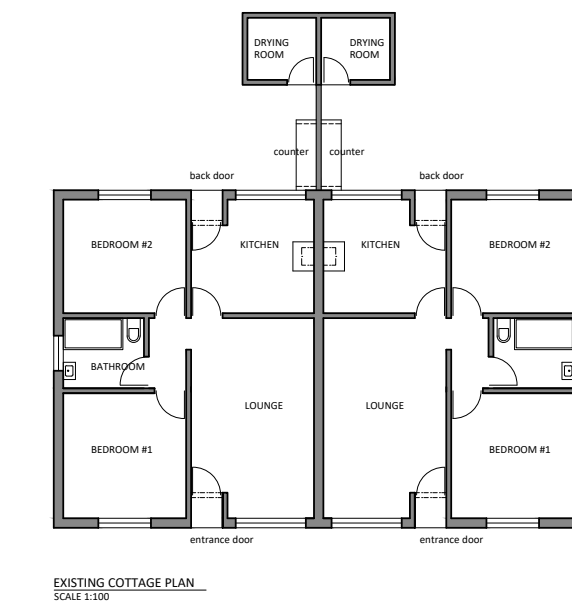 DRYING
ROOM
DRYING
ROOM
counter
counter
back door
back door
BEDROOM #2
KITCHEN
KITCHEN
BEDROOM #2
BATHROOM
LOUNGE
LOUNGE
BEDROOM #1
BEDROOM #1
entrance door
entrance door
EXISTING COTTAGE PLAN
SCALE 1:100